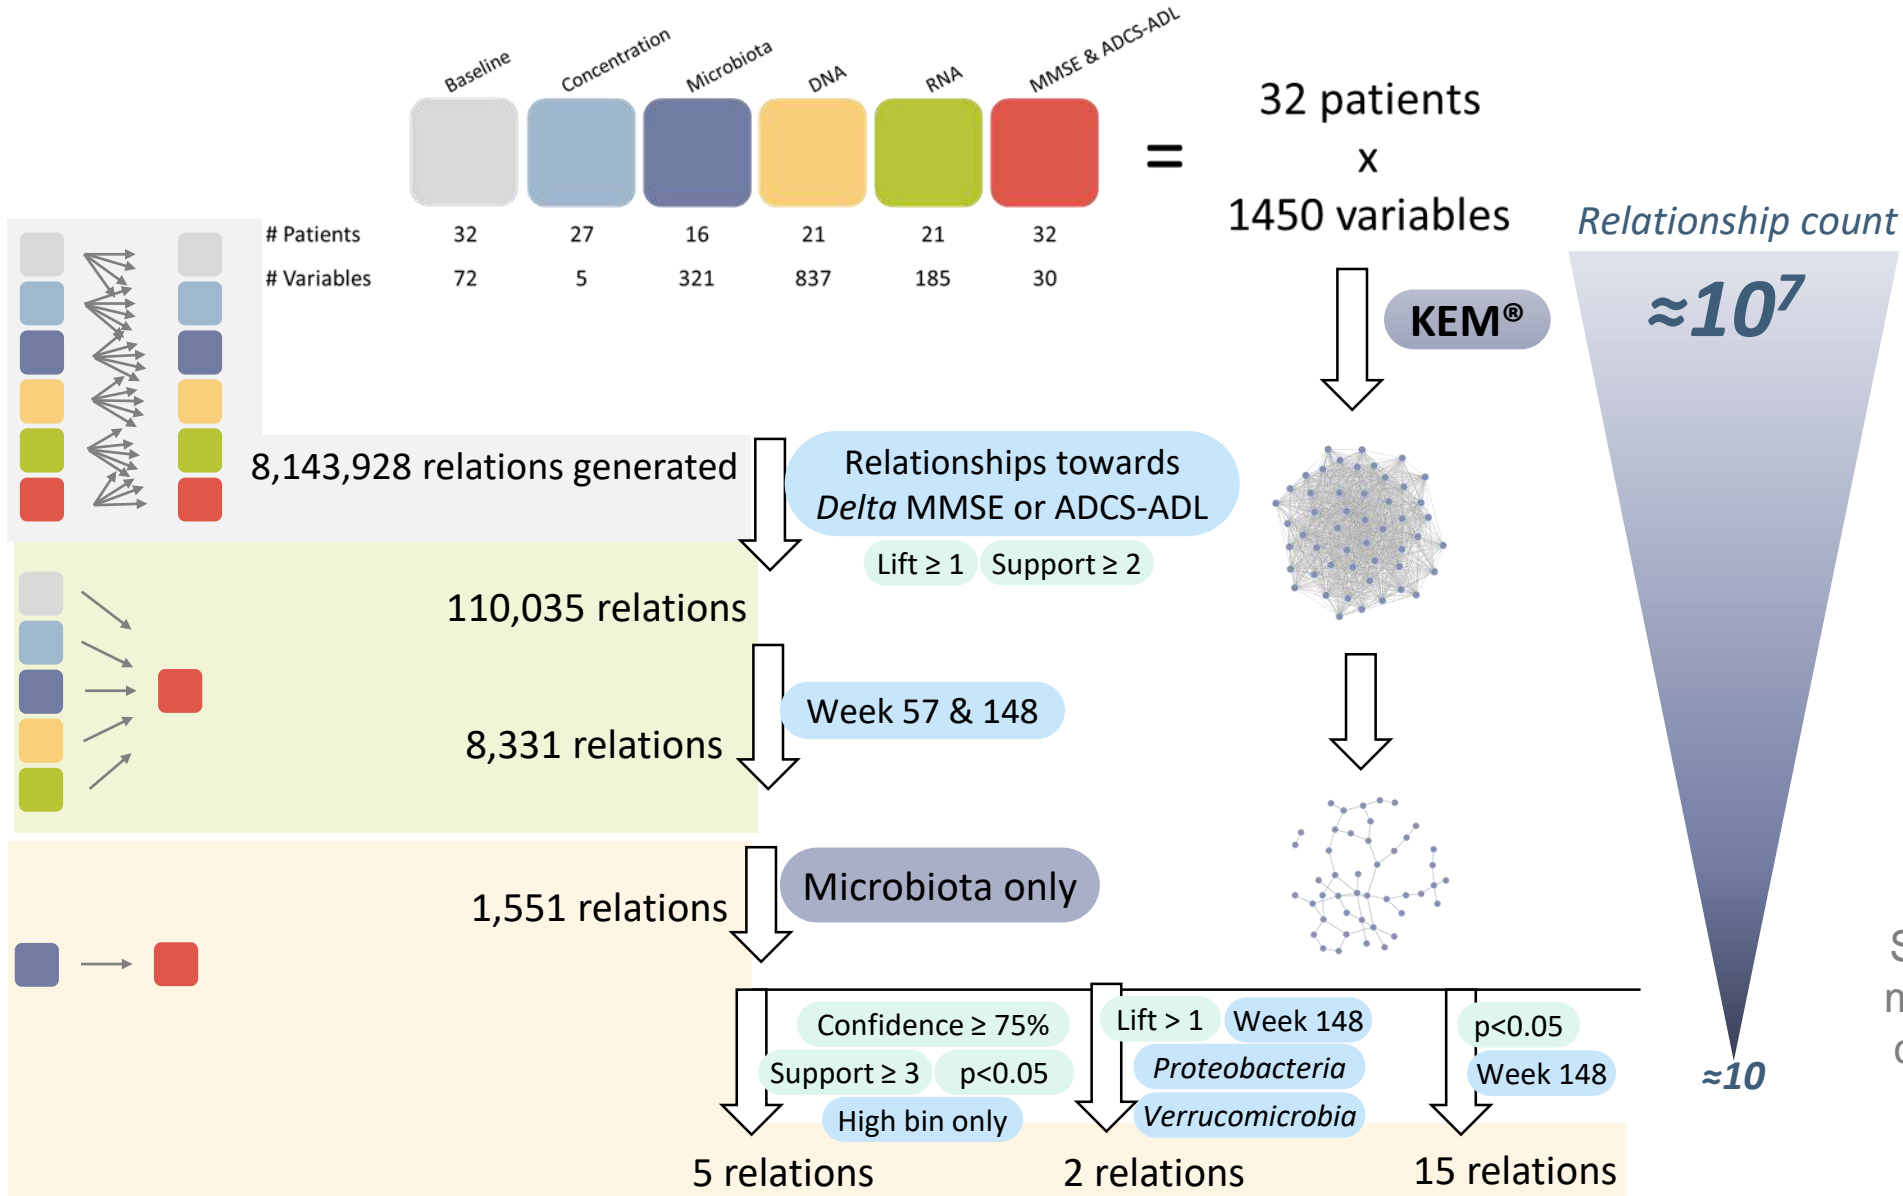 Baseline
Concentration
Microbiota
DNA
RNA
MMSE & ADCS-ADL
=
32 patients
x
1450 variables
# Patients 32 27 16 21 21 32
# Variables 72 5 321 837 185 30
Relationship count
≈10⁷
KEM®
8,143,928 relations generated
Relationships towards
Delta MMSE or ADCS-ADL
Lift ≥ 1 Support ≥ 2
110,035 relations
Week 57 & 148
8,331 relations
Microbiota only
1,551 relations
Confidence ≥ 75%
Support ≥ 3 p<0.05
High bin only
Lift > 1 Week 148
Proteobacteria
Verrucomicrobia
p<0.05
Week 148
≈10
5 relations
2 relations
15 relations